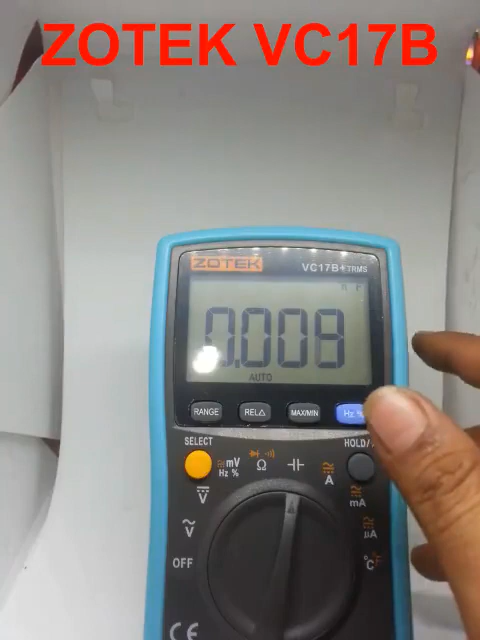 ZOTEK VC17B
ZOTEK VC17B+TRMS
n F
0.008
AUTO
RANGE REL△ MAX/MIN Hz %
SELECT HOLD/
mV
Hz %
Ω
A
V
mA
V
μA
OFF
°C
CE